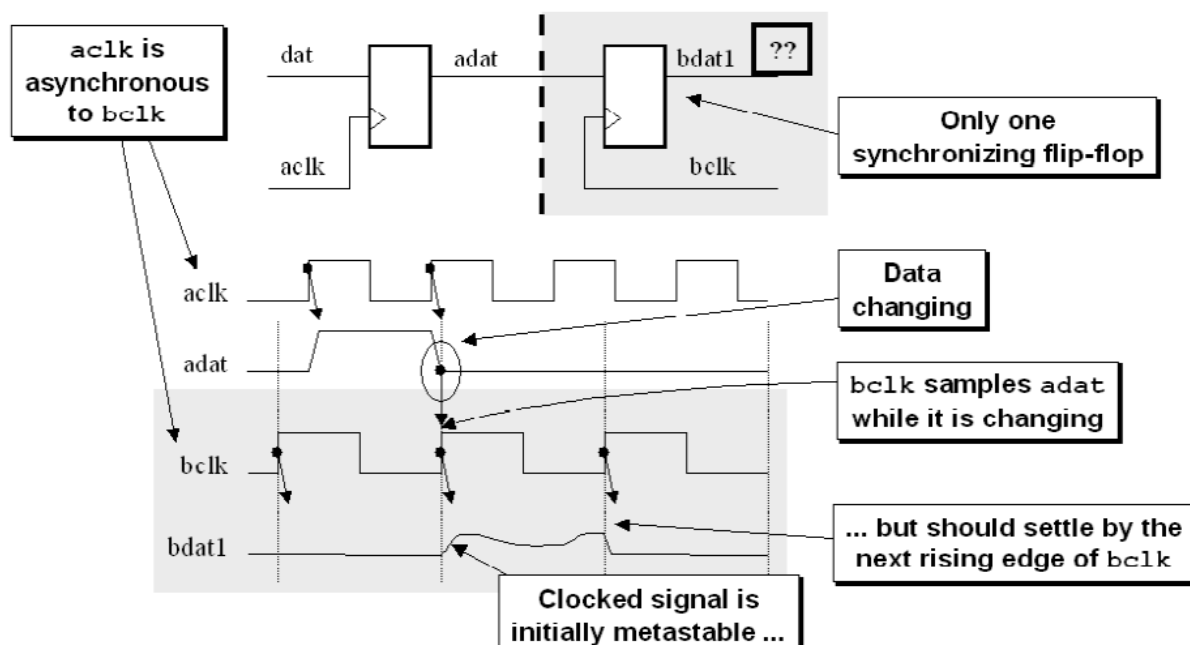 aclk is
asynchronous
to bclk
dat
adat
bdat1
??
aclk
bclk
Only one
synchronizing flip-flop
aclk
Data
changing
adat
bclk samples adat
while it is changing
bclk
... but should settle by the
next rising edge of bclk
bdat1
Clocked signal is
initially metastable ...